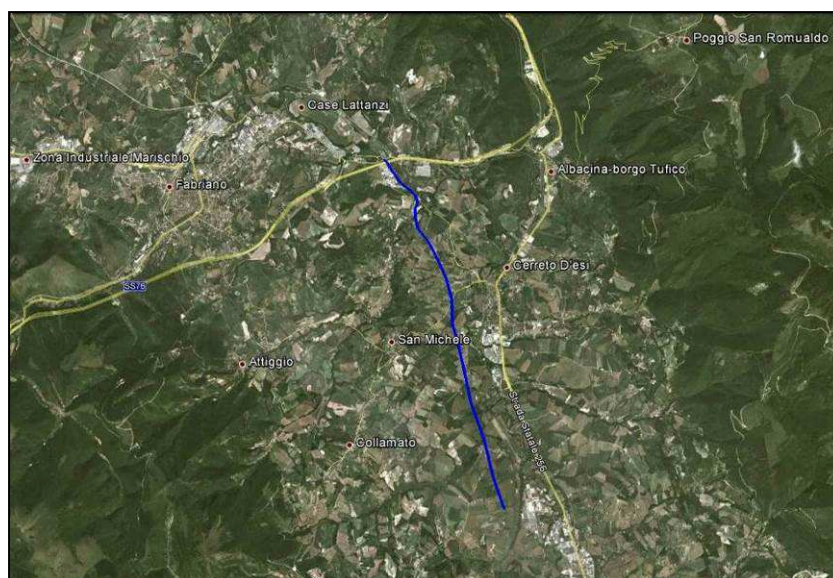 Poggio San Romualdo
Case Lattanzi
Zona Industriale Marischio
Albacina-borgo Tufico
Fabriano
Cerreto D'esi
SS76
San Michele
Attiggio
Strada Statale 256
Collamato